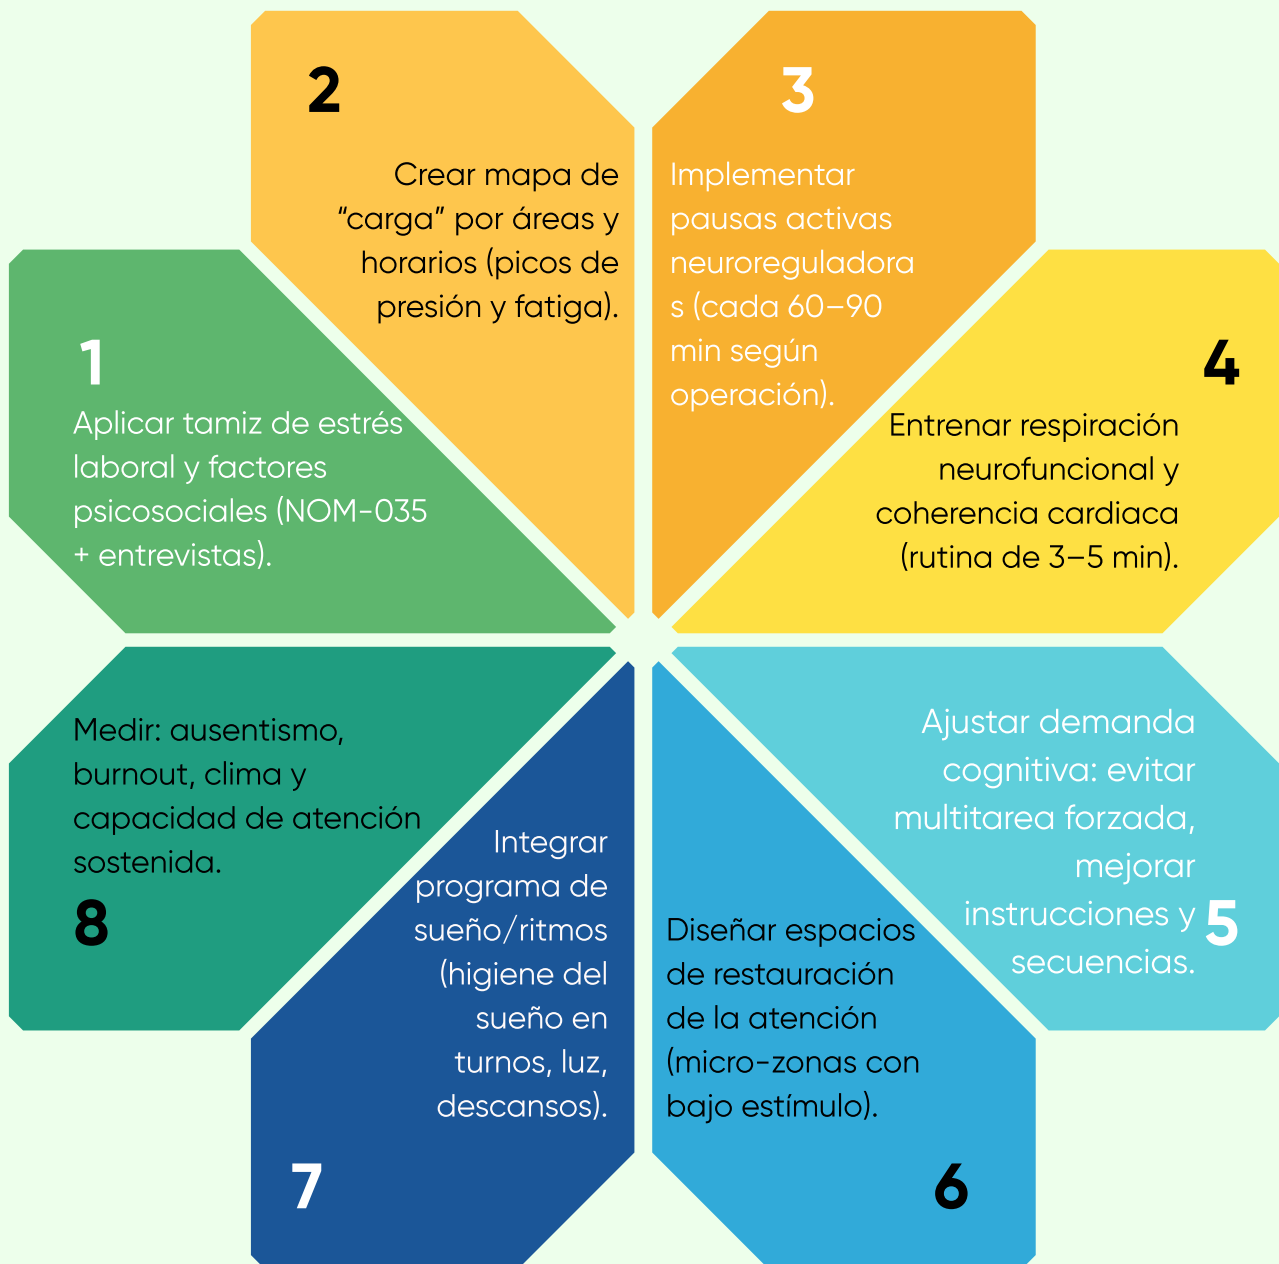 1
Aplicar tamiz de estrés
laboral y factores
psicosociales (NOM-035
+ entrevistas).
2
Crear mapa de
“carga” por áreas y
horarios (picos de
presión y fatiga).
3
Implementar
pausas activas
neuroreguladora
s (cada 60–90
min según
operación).
4
Entrenar respiración
neurofuncional y
coherencia cardiaca
(rutina de 3–5 min).
Ajustar demanda
cognitiva: evitar
multitarea forzada,
mejorar
instrucciones y
secuencias.
5
Diseñar espacios
de restauración
de la atención
(micro-zonas con
bajo estímulo).
6
Integrar
programa de
sueño/ritmos
(higiene del
sueño en
turnos, luz,
descansos).
7
Medir: ausentismo,
burnout, clima y
capacidad de atención
sostenida.
8